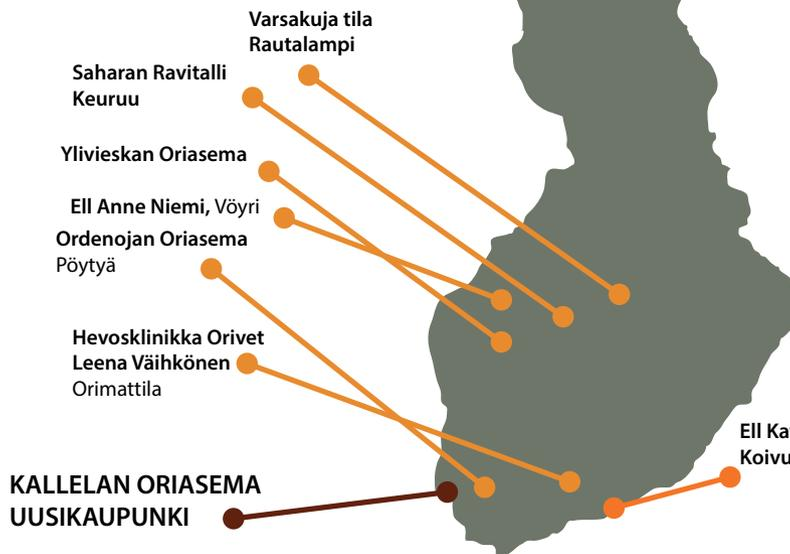 Varsakuja tila
Rautalampi
Saharan Ravitalli
Keuruu
Ylivieskan Oriasema
Ell Anne Niemi, Vöyri
Ordenojan Oriasema
Pöytyä
Hevosklinikka Orivet
Leena Väihkönen
Orimattila
Ell
KALLELAN ORIASEMA
UUSIKAUPUNKI